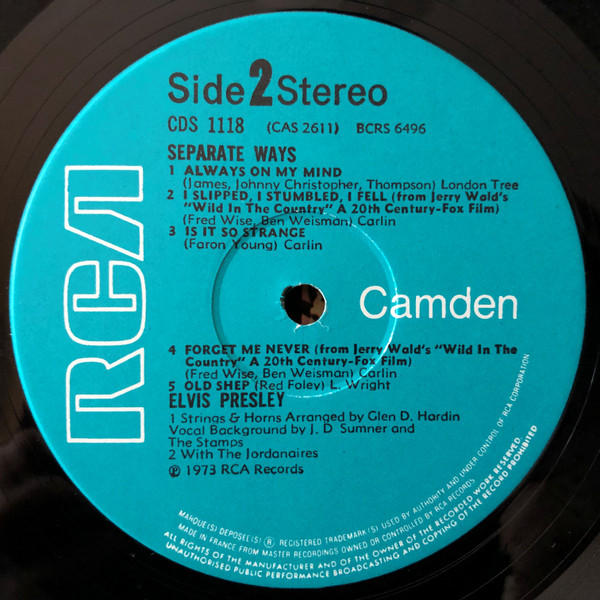 Side 2 Stereo
CDS 1118 (CAS 2611) BCRS 6496
SEPARATE WAYS
1 ALWAYS ON MY MIND
(James, Johnny Christopher, Thompson) London Tree
2 I SLIPPED, I STUMBLED, I FELL (from Jerry Wald's
"Wild In The Country" A 20th Century-Fox Film)
(Fred Wise, Ben Weisman) Carlin
3 IS IT SO STRANGE
(Faron Young) Carlin
RCA
Camden
4 FORGET ME NEVER (from Jerry Wald's "Wild In The
Country" A 20th Century-Fox Film)
(Fred Wise, Ben Weisman) Carlin
5 OLD SHEP (Red Foley) L. Wright
ELVIS PRESLEY
1 Strings & Horns Arranged by Glen D. Hardin
Vocal Background by J. D Sumner and
The Stamps
2 With The Jordanaires
℗ 1973 RCA Records
MARQUE(S) DEPOSEE(S) ® REGISTERED TRADEMARK(S) USED BY AUTHORITY AND UNDER CONTROL OF RCA CORPORATION
MADE IN FRANCE FROM MASTER RECORDINGS OWNED OR CONTROLLED BY RCA RECORDS
ALL RIGHTS OF THE MANUFACTURER AND OF THE OWNER OF THE RECORDED WORK RESERVED.
UNAUTHORISED PUBLIC PERFORMANCE BROADCASTING AND COPYING OF THE RECORD PROHIBITED